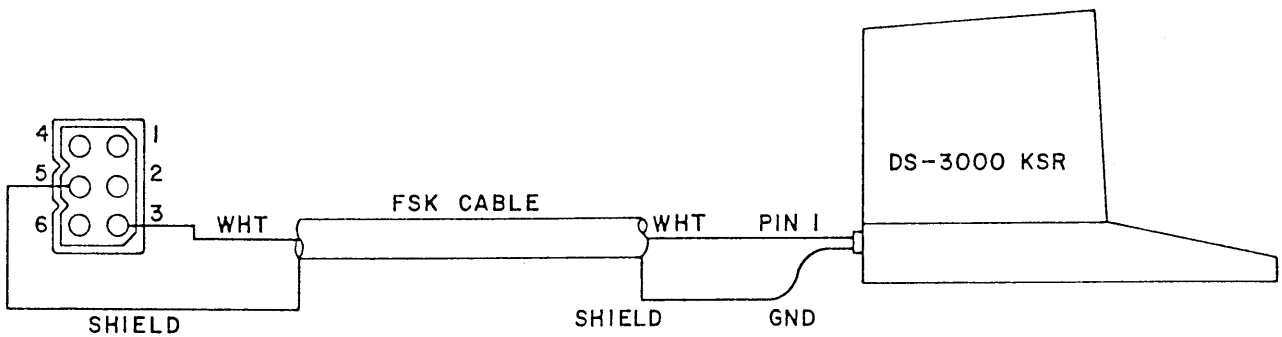 4 1
5 2
6 3
WHT
FSK CABLE
WHT
PIN 1
DS-3000 KSR
SHIELD
SHIELD
GND